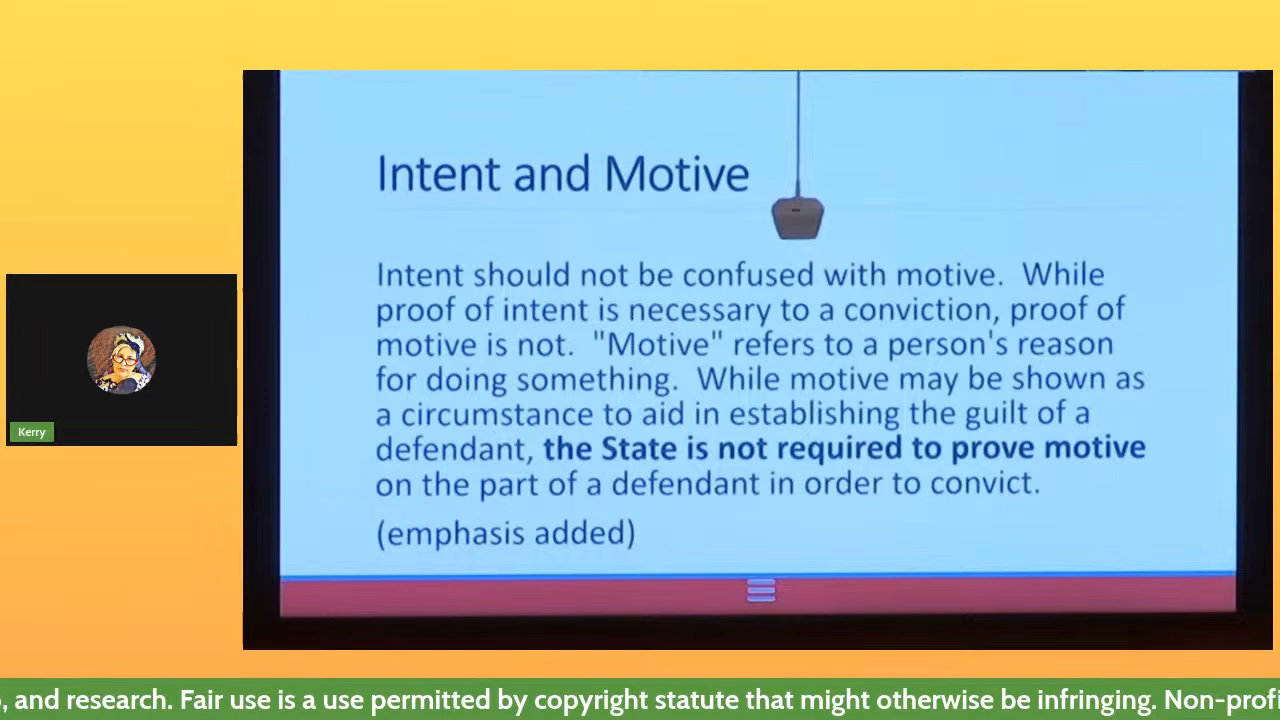 Intent and Motive
Intent should not be confused with motive.  While
proof of intent is necessary to a conviction, proof of
motive is not.  "Motive" refers to a person's reason
for doing something.  While motive may be shown as
a circumstance to aid in establishing the guilt of a
defendant, the State is not required to prove motive
on the part of a defendant in order to convict.
(emphasis added)
Kerry
, and research. Fair use is a use permitted by copyright statute that might otherwise be infringing. Non-profi